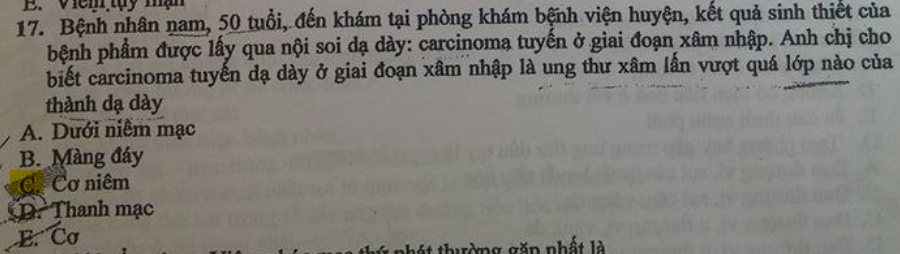 E. Viêm tụy mạn
17. Bệnh nhân nam, 50 tuổi, đến khám tại phòng khám bệnh viện huyện, kết quả sinh thiết của
bệnh phẩm được lấy qua nội soi dạ dày: carcinoma tuyến ở giai đoạn xâm nhập. Anh chị cho
biết carcinoma tuyến dạ dày ở giai đoạn xâm nhập là ung thư xâm lấn vượt quá lớp nào của
thành dạ dày
A. Dưới niêm mạc
B. Màng đáy
C. Cơ niêm
D. Thanh mạc
E. Cơ
thứ phát thường gặp nhất là